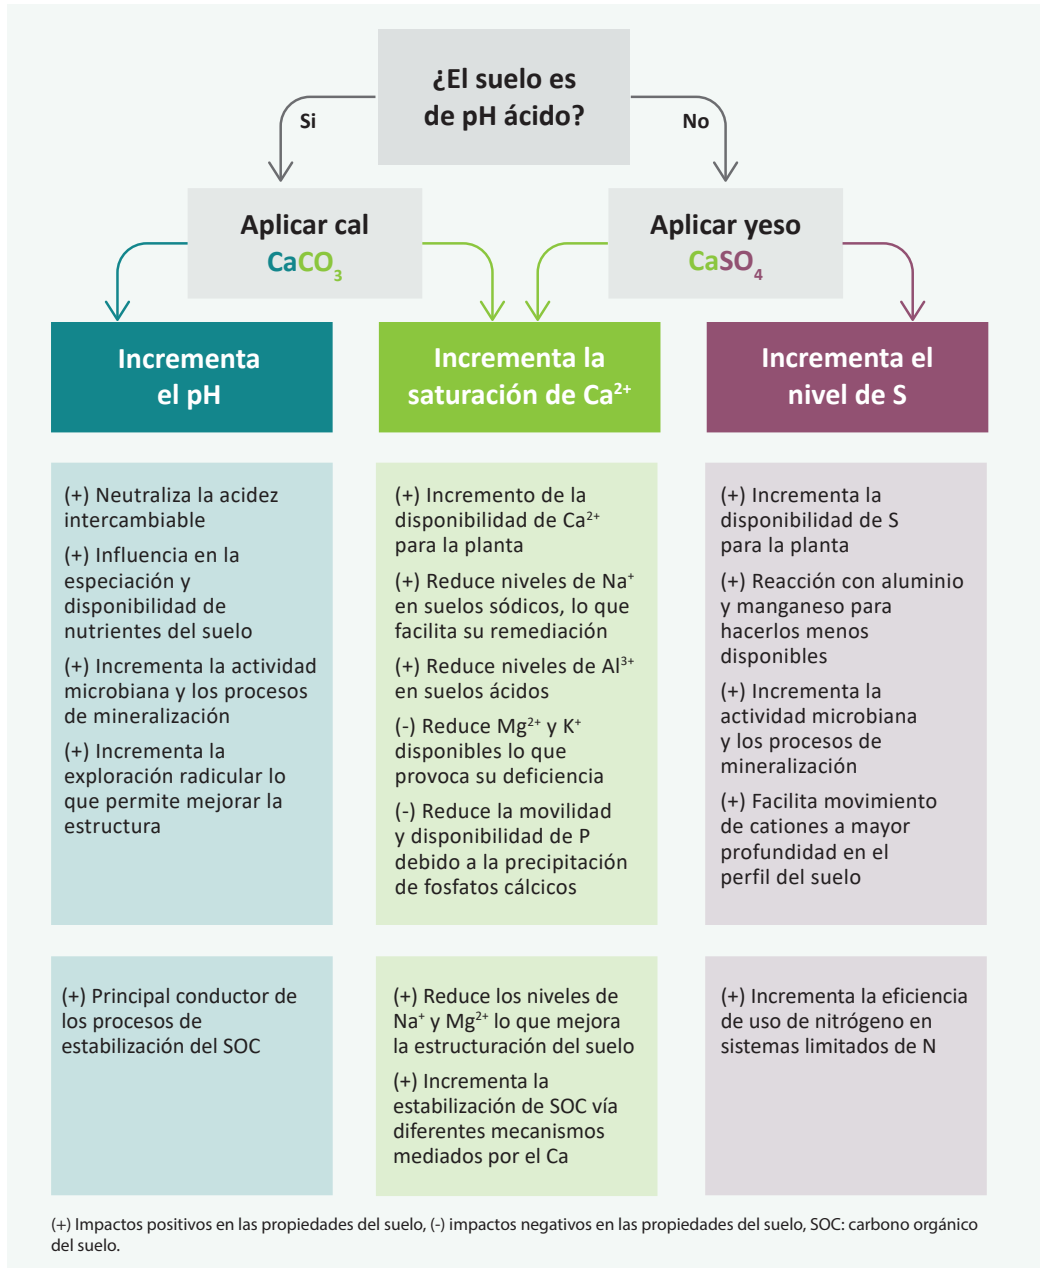 ¿El suelo es
de pH ácido?
Si
No
Aplicar cal
CaCO₃
Aplicar yeso
CaSO₄
Incrementa
el pH
Incrementa la
saturación de Ca²⁺
Incrementa el
nivel de S
(+) Neutraliza la acidez
intercambiable
(+) Influencia en la
especiación y
disponibilidad de
nutrientes del suelo
(+) Incrementa la actividad
microbiana y los procesos
de mineralización
(+) Incrementa la
exploración radicular lo
que permite mejorar la
estructura
(+) Incremento de la
disponibilidad de Ca²⁺
para la planta
(+) Reduce niveles de Na⁺
en suelos sódicos, lo que
facilita su remediación
(+) Reduce niveles de Al³⁺
en suelos ácidos
(-) Reduce Mg²⁺ y K⁺
disponibles lo que
provoca su deficiencia
(-) Reduce la movilidad
y disponibilidad de P
debido a la precipitación
de fosfatos cálcicos
(+) Incrementa la
disponibilidad de S
para la planta
(+) Reacción con aluminio
y manganeso para
hacerlos menos
disponibles
(+) Incrementa la
actividad microbiana
y los procesos de
mineralización
(+) Facilita movimiento
de cationes a mayor
profundidad en el
perfil del suelo
(+) Principal conductor de
los procesos de
estabilización del SOC
(+) Reduce los niveles de
Na⁺ y Mg²⁺ lo que mejora
la estructuración del suelo
(+) Incrementa la
estabilización de SOC vía
diferentes mecanismos
mediados por el Ca
(+) Incrementa la eficiencia
de uso de nitrógeno en
sistemas limitados de N
(+) Impactos positivos en las propiedades del suelo, (-) impactos negativos en las propiedades del suelo, SOC: carbono orgánico
del suelo.